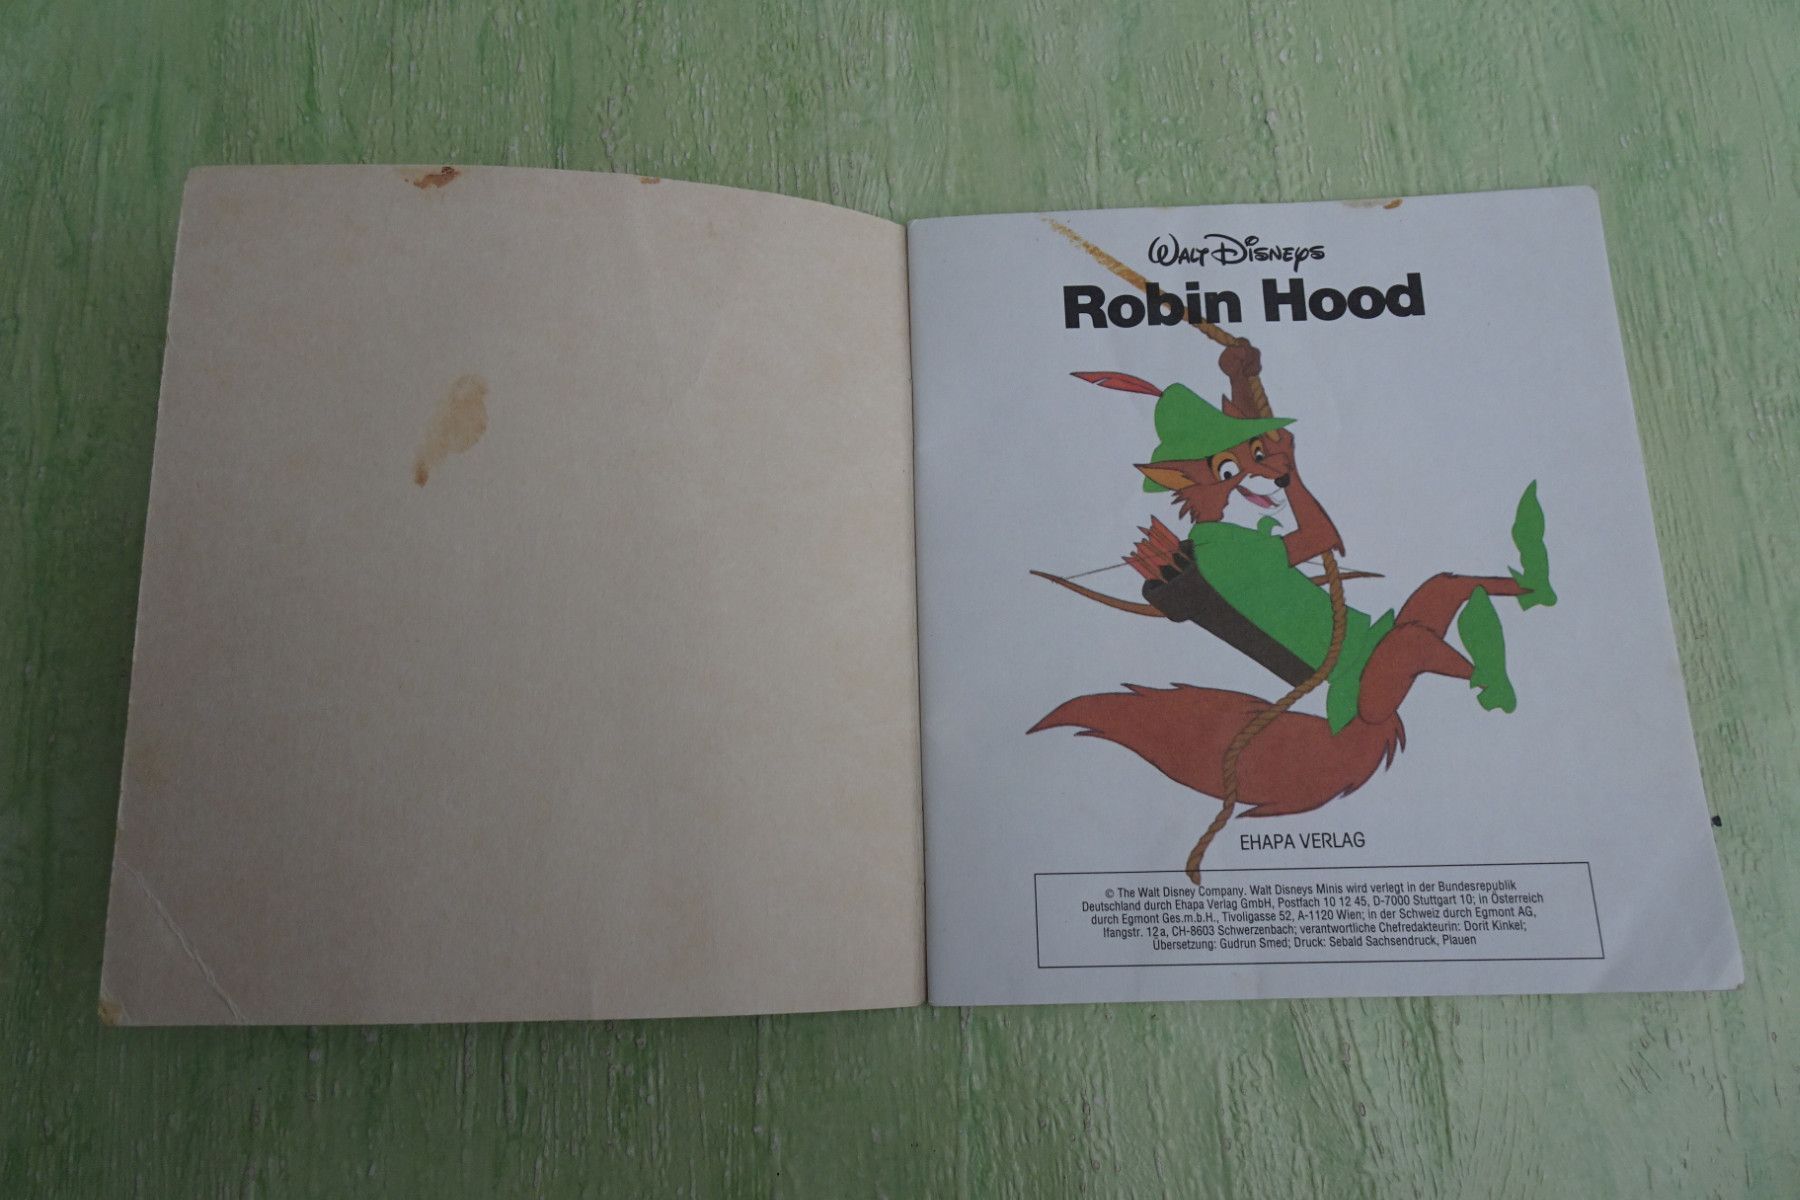 Walt Disneys
Robin Hood
EHAPA VERLAG
© The Walt Disney Company. Walt Disneys Minis wird verlegt in der Bundesrepublik
Deutschland durch Ehapa Verlag GmbH, Postfach 10 12 45, D-7000 Stuttgart 10; in Österreich
durch Egmont Ges.m.b.H., Tivoligasse 52, A-1120 Wien; in der Schweiz durch Egmont AG,
Ifangstr. 12a, CH-8603 Schwerzenbach; verantwortliche Chefredakteurin: Dorit Kinkel;
Übersetzung: Gudrun Smed; Druck: Sebald Sachsendruck, Plauen